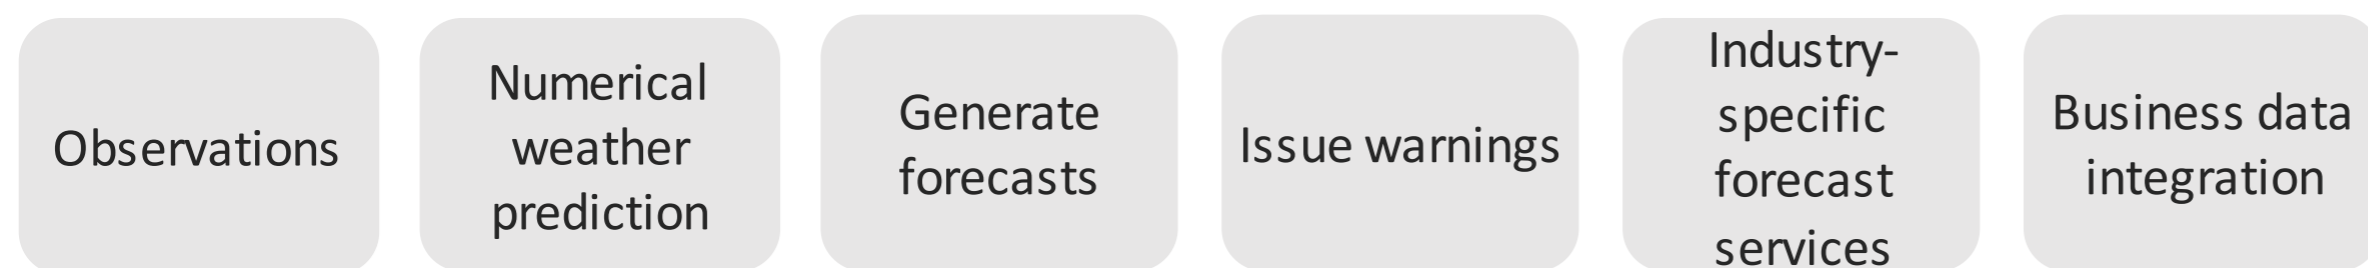 Observations
Numerical
weather
prediction
Generate
forecasts
Issue warnings
Industry-
specific
forecast
services
Business data
integration